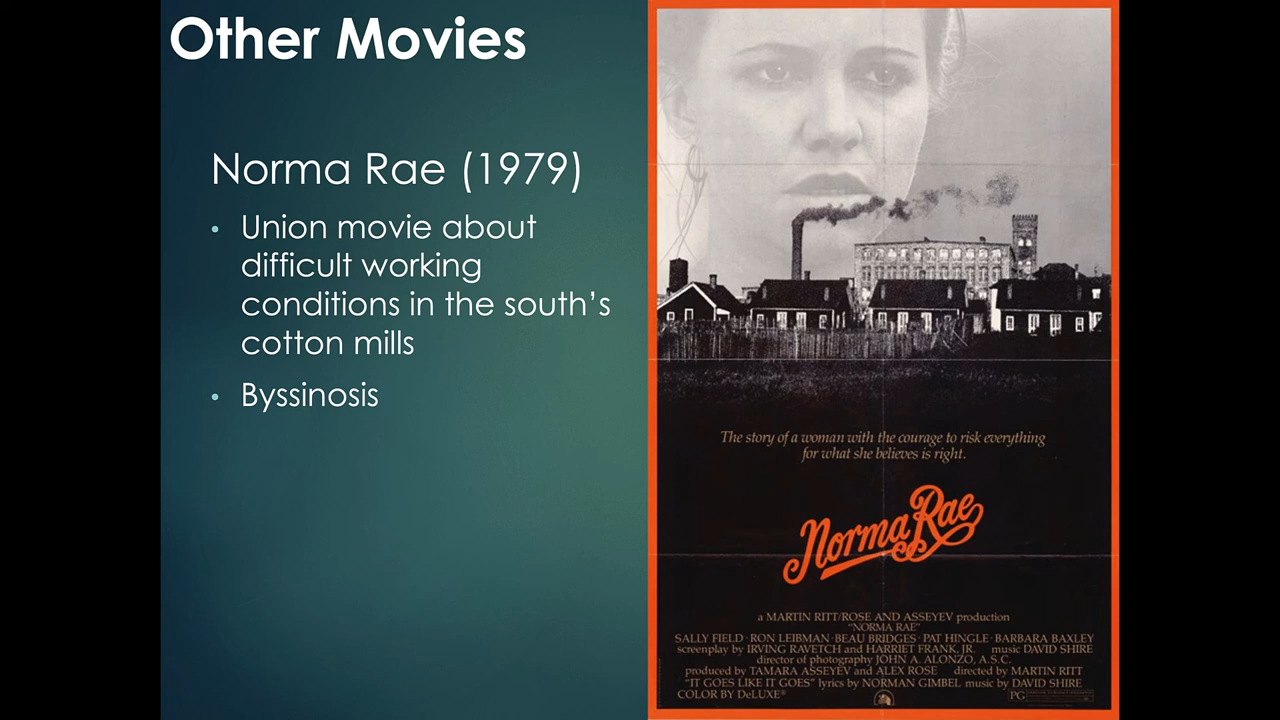 Other Movies
Norma Rae (1979)
• Union movie about
difficult working
conditions in the south's
cotton mills
• Byssinosis
The story of a woman with the courage to risk everything
for what she believes is right.
Norma Rae
a MARTIN RITT/ROSE AND ASSEYEV production
"NORMA RAE"
SALLY FIELD · RON LEIBMAN · BEAU BRIDGES · PAT HINGLE · BARBARA BAXLEY
screenplay by IRVING RAVETCH and HARRIET FRANK, JR. music DAVID SHIRE
director of photography JOHN A. ALONZO, A.S.C.
produced by TAMARA ASSEYEV and ALEX ROSE directed by MARTIN RITT
"IT GOES LIKE IT GOES" lyrics by NORMAN GIMBEL music by DAVID SHIRE
COLOR BY DeLUXE®
PG